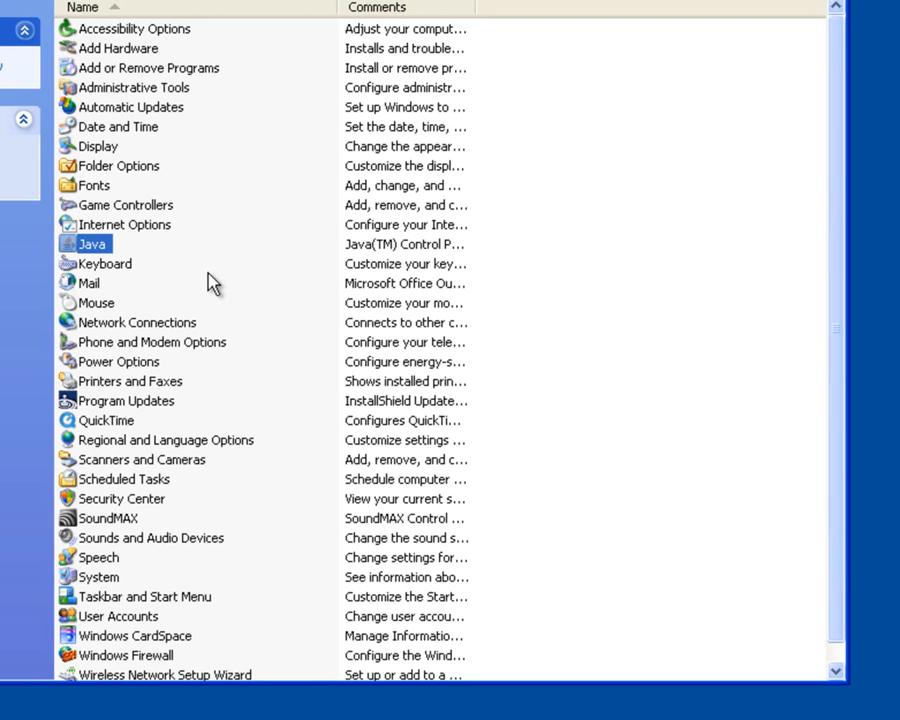 Name Comments
Accessibility Options Adjust your comput...
Add Hardware Installs and trouble...
Add or Remove Programs Install or remove pr...
Administrative Tools Configure administr...
Automatic Updates Set up Windows to ...
Date and Time Set the date, time, ...
Display Change the appear...
Folder Options Customize the displ...
Fonts Add, change, and ...
Game Controllers Add, remove, and c...
Internet Options Configure your Inte...
Java Java(TM) Control P...
Keyboard Customize your key...
Mail Microsoft Office Ou...
Mouse Customize your mo...
Network Connections Connects to other c...
Phone and Modem Options Configure your tele...
Power Options Configure energy-s...
Printers and Faxes Shows installed prin...
Program Updates InstallShield Update...
QuickTime Configures QuickTi...
Regional and Language Options Customize settings ...
Scanners and Cameras Add, remove, and c...
Scheduled Tasks Schedule computer ...
Security Center View your current s...
SoundMAX SoundMAX Control ...
Sounds and Audio Devices Change the sound s...
Speech Change settings for...
System See information abo...
Taskbar and Start Menu Customize the Start...
User Accounts Change user accou...
Windows CardSpace Manage Informatio...
Windows Firewall Configure the Wind...
Wireless Network Setup Wizard Set up or add to a ...